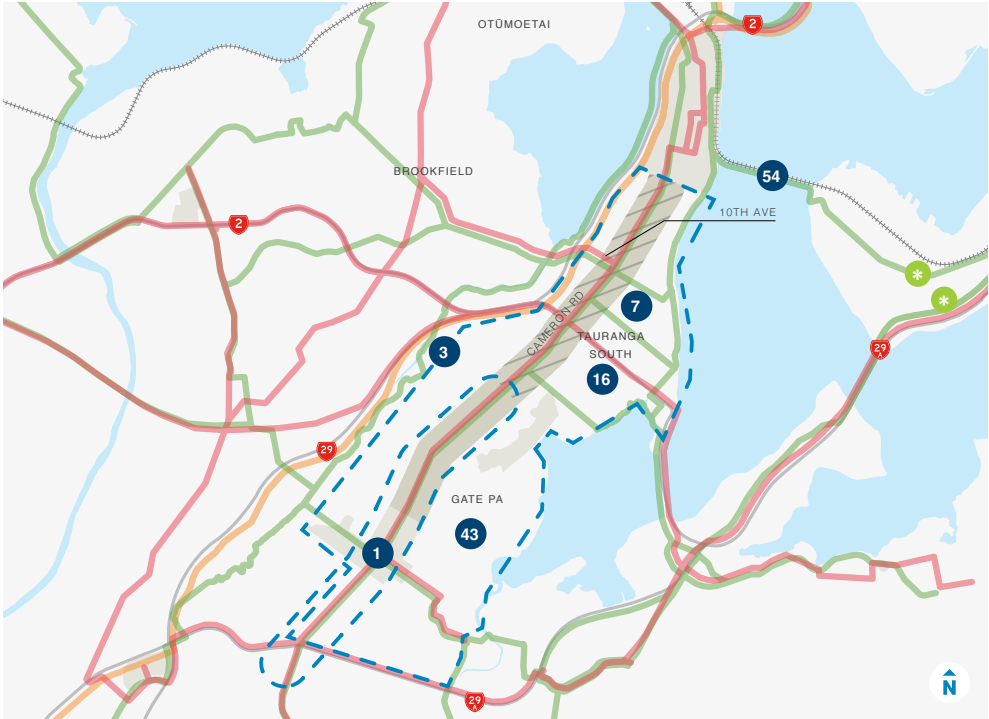 OTŪMOETAI
2
BROOKFIELD
54
10TH AVE
2
*
*
7
CAMERON RD
TAURANGA
SOUTH
3
29
A
16
29
GATE PA
43
1
N
29
A